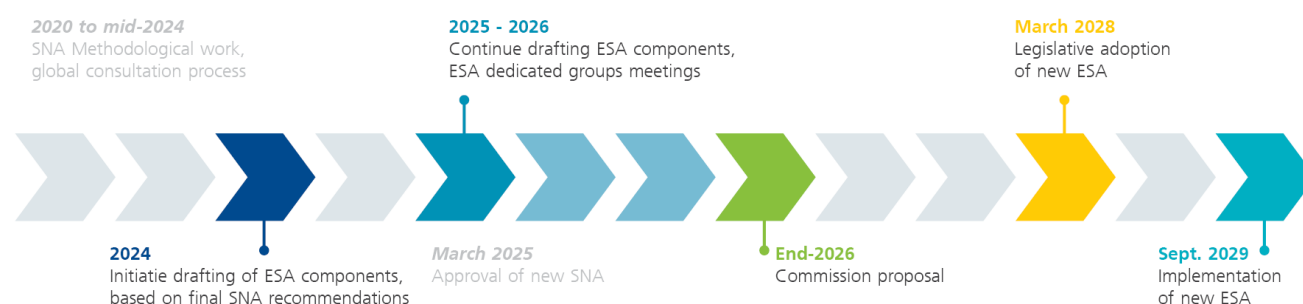 2020 to mid-2024
SNA Methodological work,
global consultation process
2025 - 2026
Continue drafting ESA components,
ESA dedicated groups meetings
March 2028
Legislative adoption
of new ESA
2024
Initiatie drafting of ESA components,
based on final SNA recommendations
March 2025
Approval of new SNA
End-2026
Commission proposal
Sept. 2029
Implementation
of new ESA